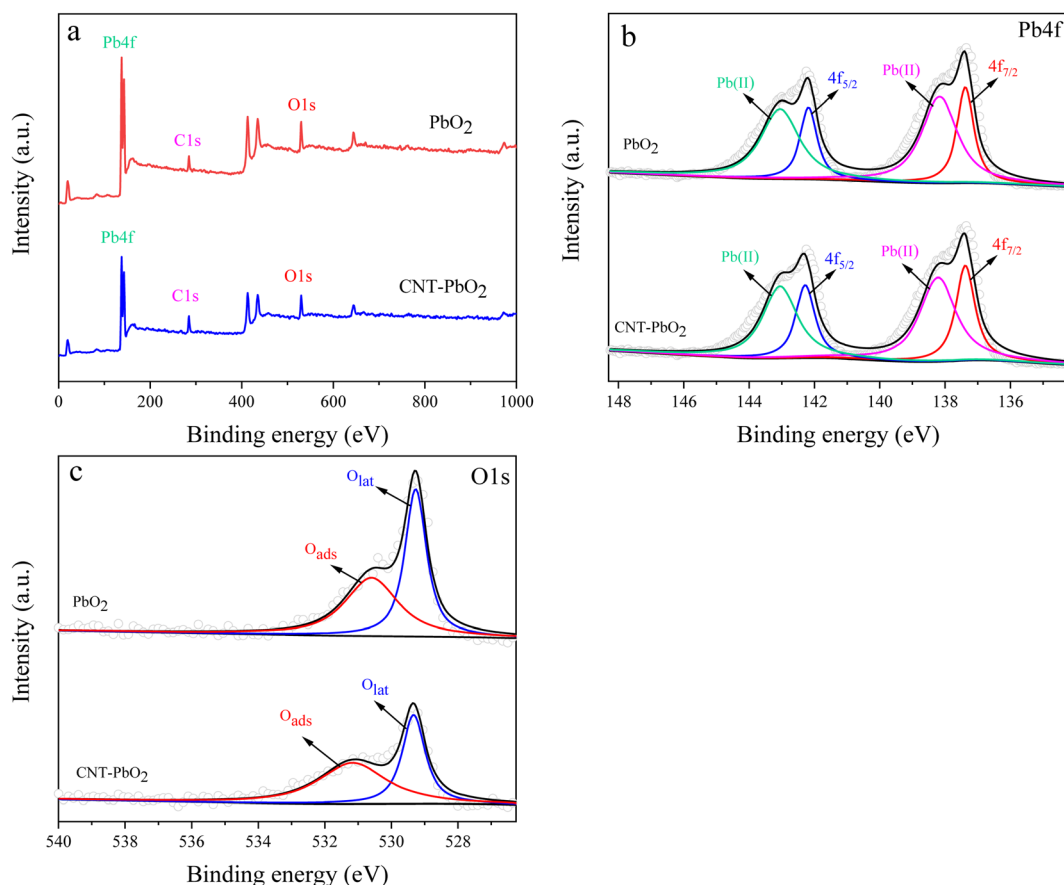 a
Pb4f
O1s
C1s
PbO2
Pb4f
CNT-PbO2
C1s
O1s
Intensity (a.u.)
0 200 400 600 800 1000
Binding energy (eV)
b
Pb4f
Pb(II)
4f5/2
Pb(II)
4f7/2
PbO2
Pb(II)
4f5/2
Pb(II)
4f7/2
CNT-PbO2
Intensity (a.u.)
148 146 144 142 140 138 136
Binding energy (eV)
c
O1s
Olat
Oads
PbO2
Olat
Oads
CNT-PbO2
Intensity (a.u.)
540 538 536 534 532 530 528
Binding energy (eV)